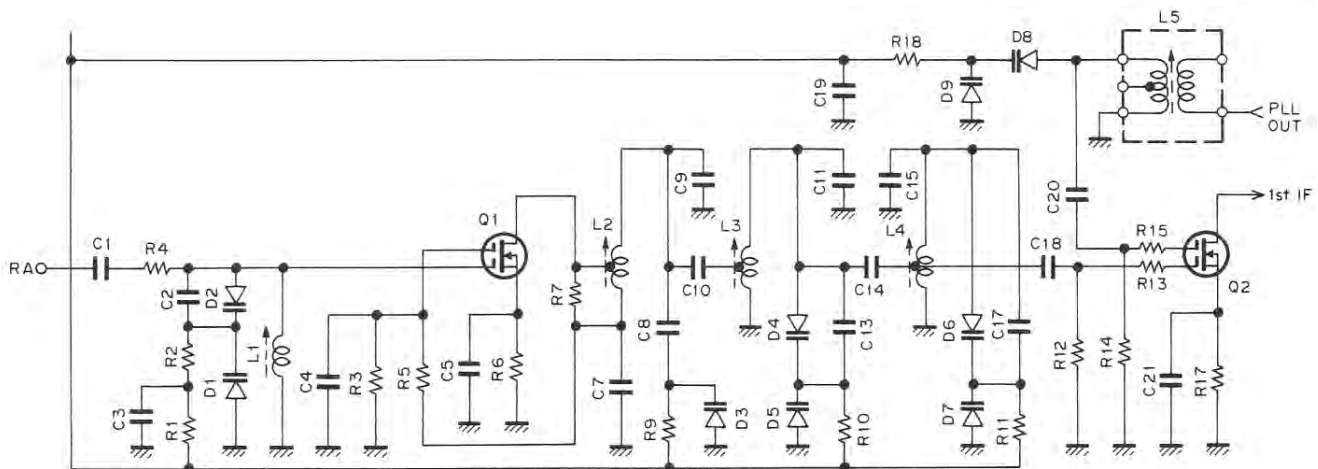 L5
R18
D8
C19
D9
PLL
OUT
C9
C11
C15
C20
1st IF
Q1
L2
L3
L4
C18
R15
R13
Q2
RA
C1
R4
C2
D2
R7
C10
C14
R2
L1
D1
C4
R3
R5
C5
R6
C8
C7
D4
C13
D6
C17
R12
R14
C21
R17
C3
R1
R9
D3
D5
R10
D7
R11